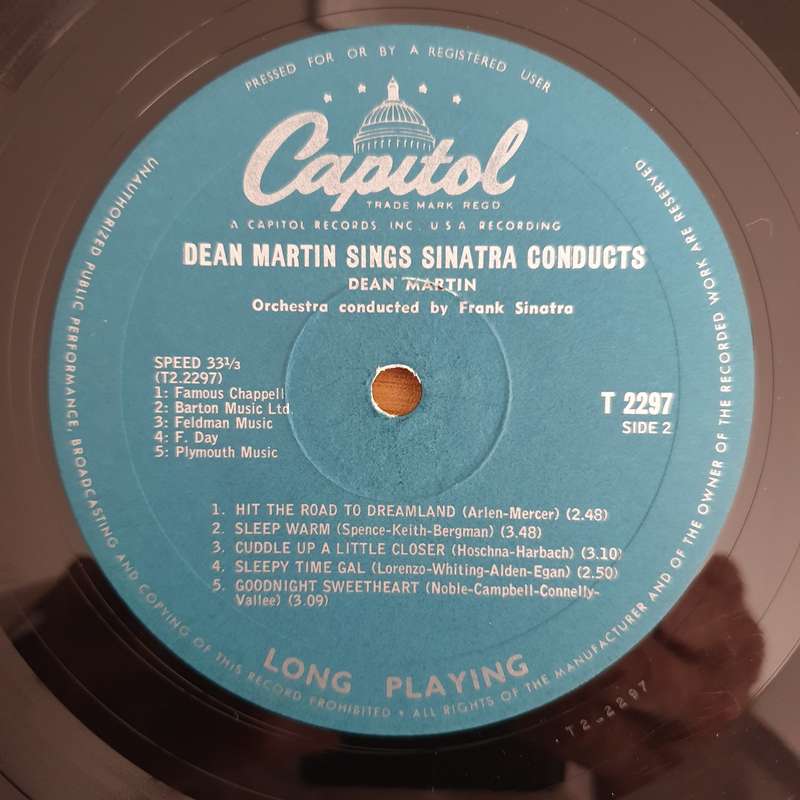 PRESSED FOR OR BY A REGISTERED USER
Capitol
TRADE MARK REGD.
A CAPITOL RECORDS, INC. U.S.A RECORDING
DEAN MARTIN SINGS SINATRA CONDUCTS
DEAN MARTIN
Orchestra conducted by Frank Sinatra
SPEED 33⅓
(T2.2297)
1: Famous Chappell
2: Barton Music Ltd.
3: Feldman Music
4: F. Day
5: Plymouth Music
T 2297
SIDE 2
1. HIT THE ROAD TO DREAMLAND (Arlen-Mercer) (2.48)
2. SLEEP WARM (Spence-Keith-Bergman) (3.48)
3. CUDDLE UP A LITTLE CLOSER (Hoschna-Harbach) (3.10)
4. SLEEPY TIME GAL (Lorenzo-Whiting-Alden-Egan) (2.50)
5. GOODNIGHT SWEETHEART (Noble-Campbell-Connelly-
Vallee) (3.09)
LONG PLAYING
UNAUTHORIZED PUBLIC PERFORMANCE, BROADCASTING AND COPYING OF THIS RECORD PROHIBITED • ALL RIGHTS OF THE MANUFACTURER AND OF THE OWNER OF THE RECORDED WORK ARE RESERVED
T2-2297